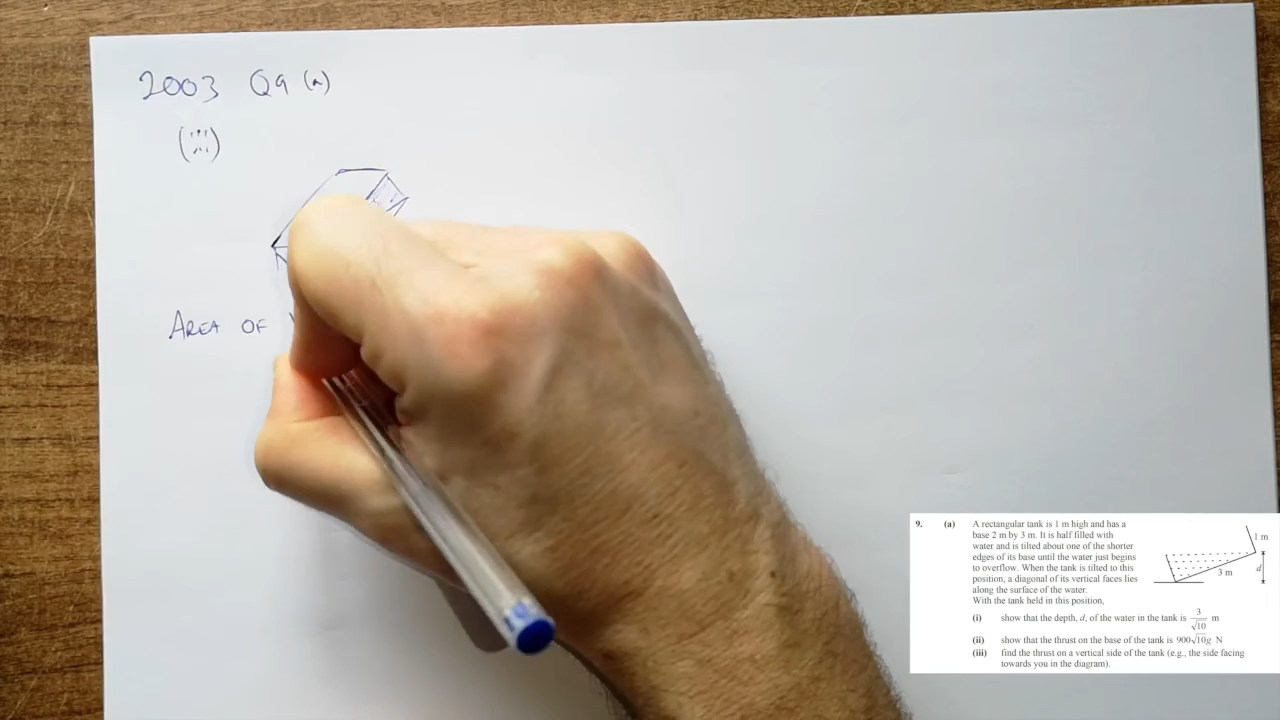 2003 Q9 (a)
(iii)
AREA OF
9. (a) A rectangular tank is 1 m high and has a
base 2 m by 3 m. It is half filled with
water and is tilted about one of the shorter
edges of its base until the water just begins
to overflow. When the tank is tilted to this
position, a diagonal of its vertical faces lies
along the surface of the water.
With the tank held in this position,
1 m
3 m
d
(i) show that the depth, d, of the water in the tank is 3/√10 m
(ii) show that the thrust on the base of the tank is 900√10g N
(iii) find the thrust on a vertical side of the tank (e.g., the side facing
towards you in the diagram).